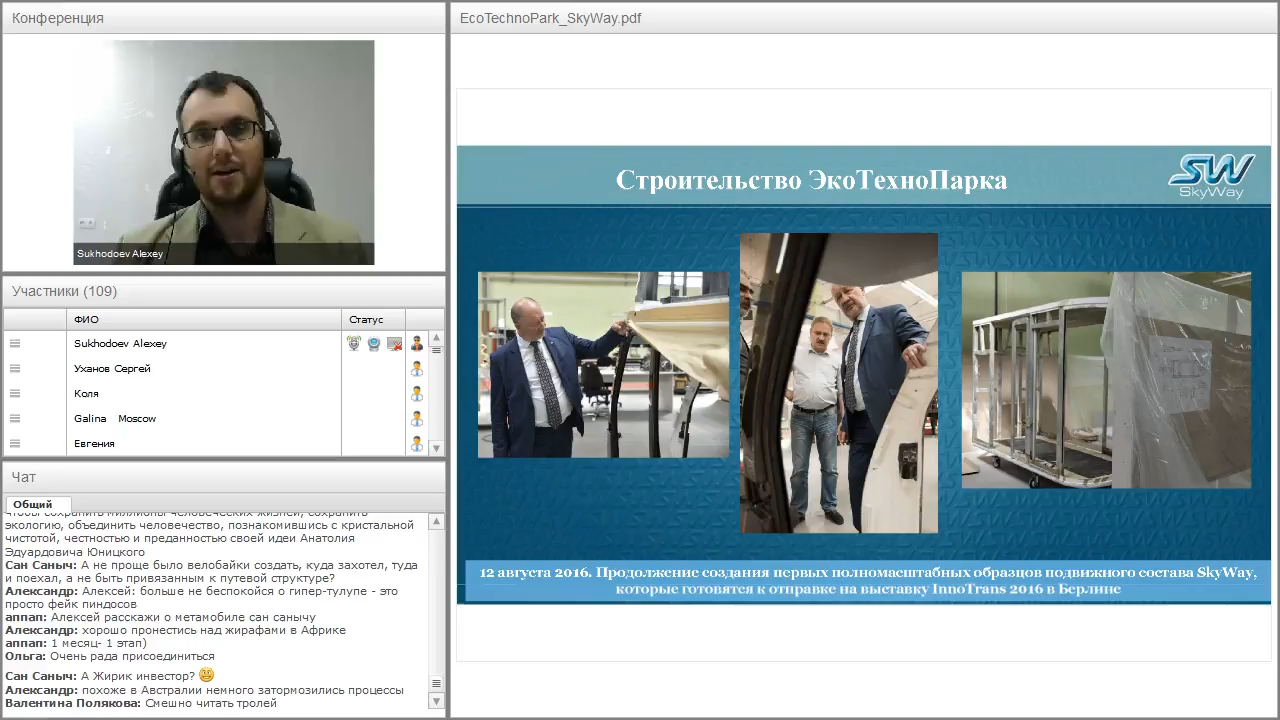 Конференция
Sukhodoev Alexey
Участники (109)
ФИО
Статус
Sukhodoev Alexey
Уханов Сергей
Коля
Galina Moscow
Евгения
Чат
Общий
чтобы сохранить миллионы человеческих жизней, сохранить
экологию, объединить человечество, познакомившись с кристальной
чистотой, честностью и преданностью своей идеи Анатолия
Эдуардовича Юницкого
Сан Саныч: А не проще было велобайки создать, куда захотел, туда
и поехал, а не быть привязанным к путевой структуре?
Александр: Алексей: больше не беспокойся о гипер-тулупе - это
просто фейк пиндосов
аппап: Алексей расскажи о метамобиле сан санычу
Александр: хорошо пронестись над жирафами в Африке
аппап: 1 месяц- 1 этап)
Ольга: Очень рада присоединиться
Сан Саныч: А Жирик инвестор?
Александр: похоже в Австралии немного затормозились процессы
Валентина Полякова: Смешно читать тролей
EcoTechnoPark_SkyWay.pdf
Строительство ЭкоТехноПарка
SW
SkyWay
12 августа 2016. Продолжение создания первых полномасштабных образцов подвижного состава SkyWay,
которые готовятся к отправке на выставку InnoTrans 2016 в Берлине